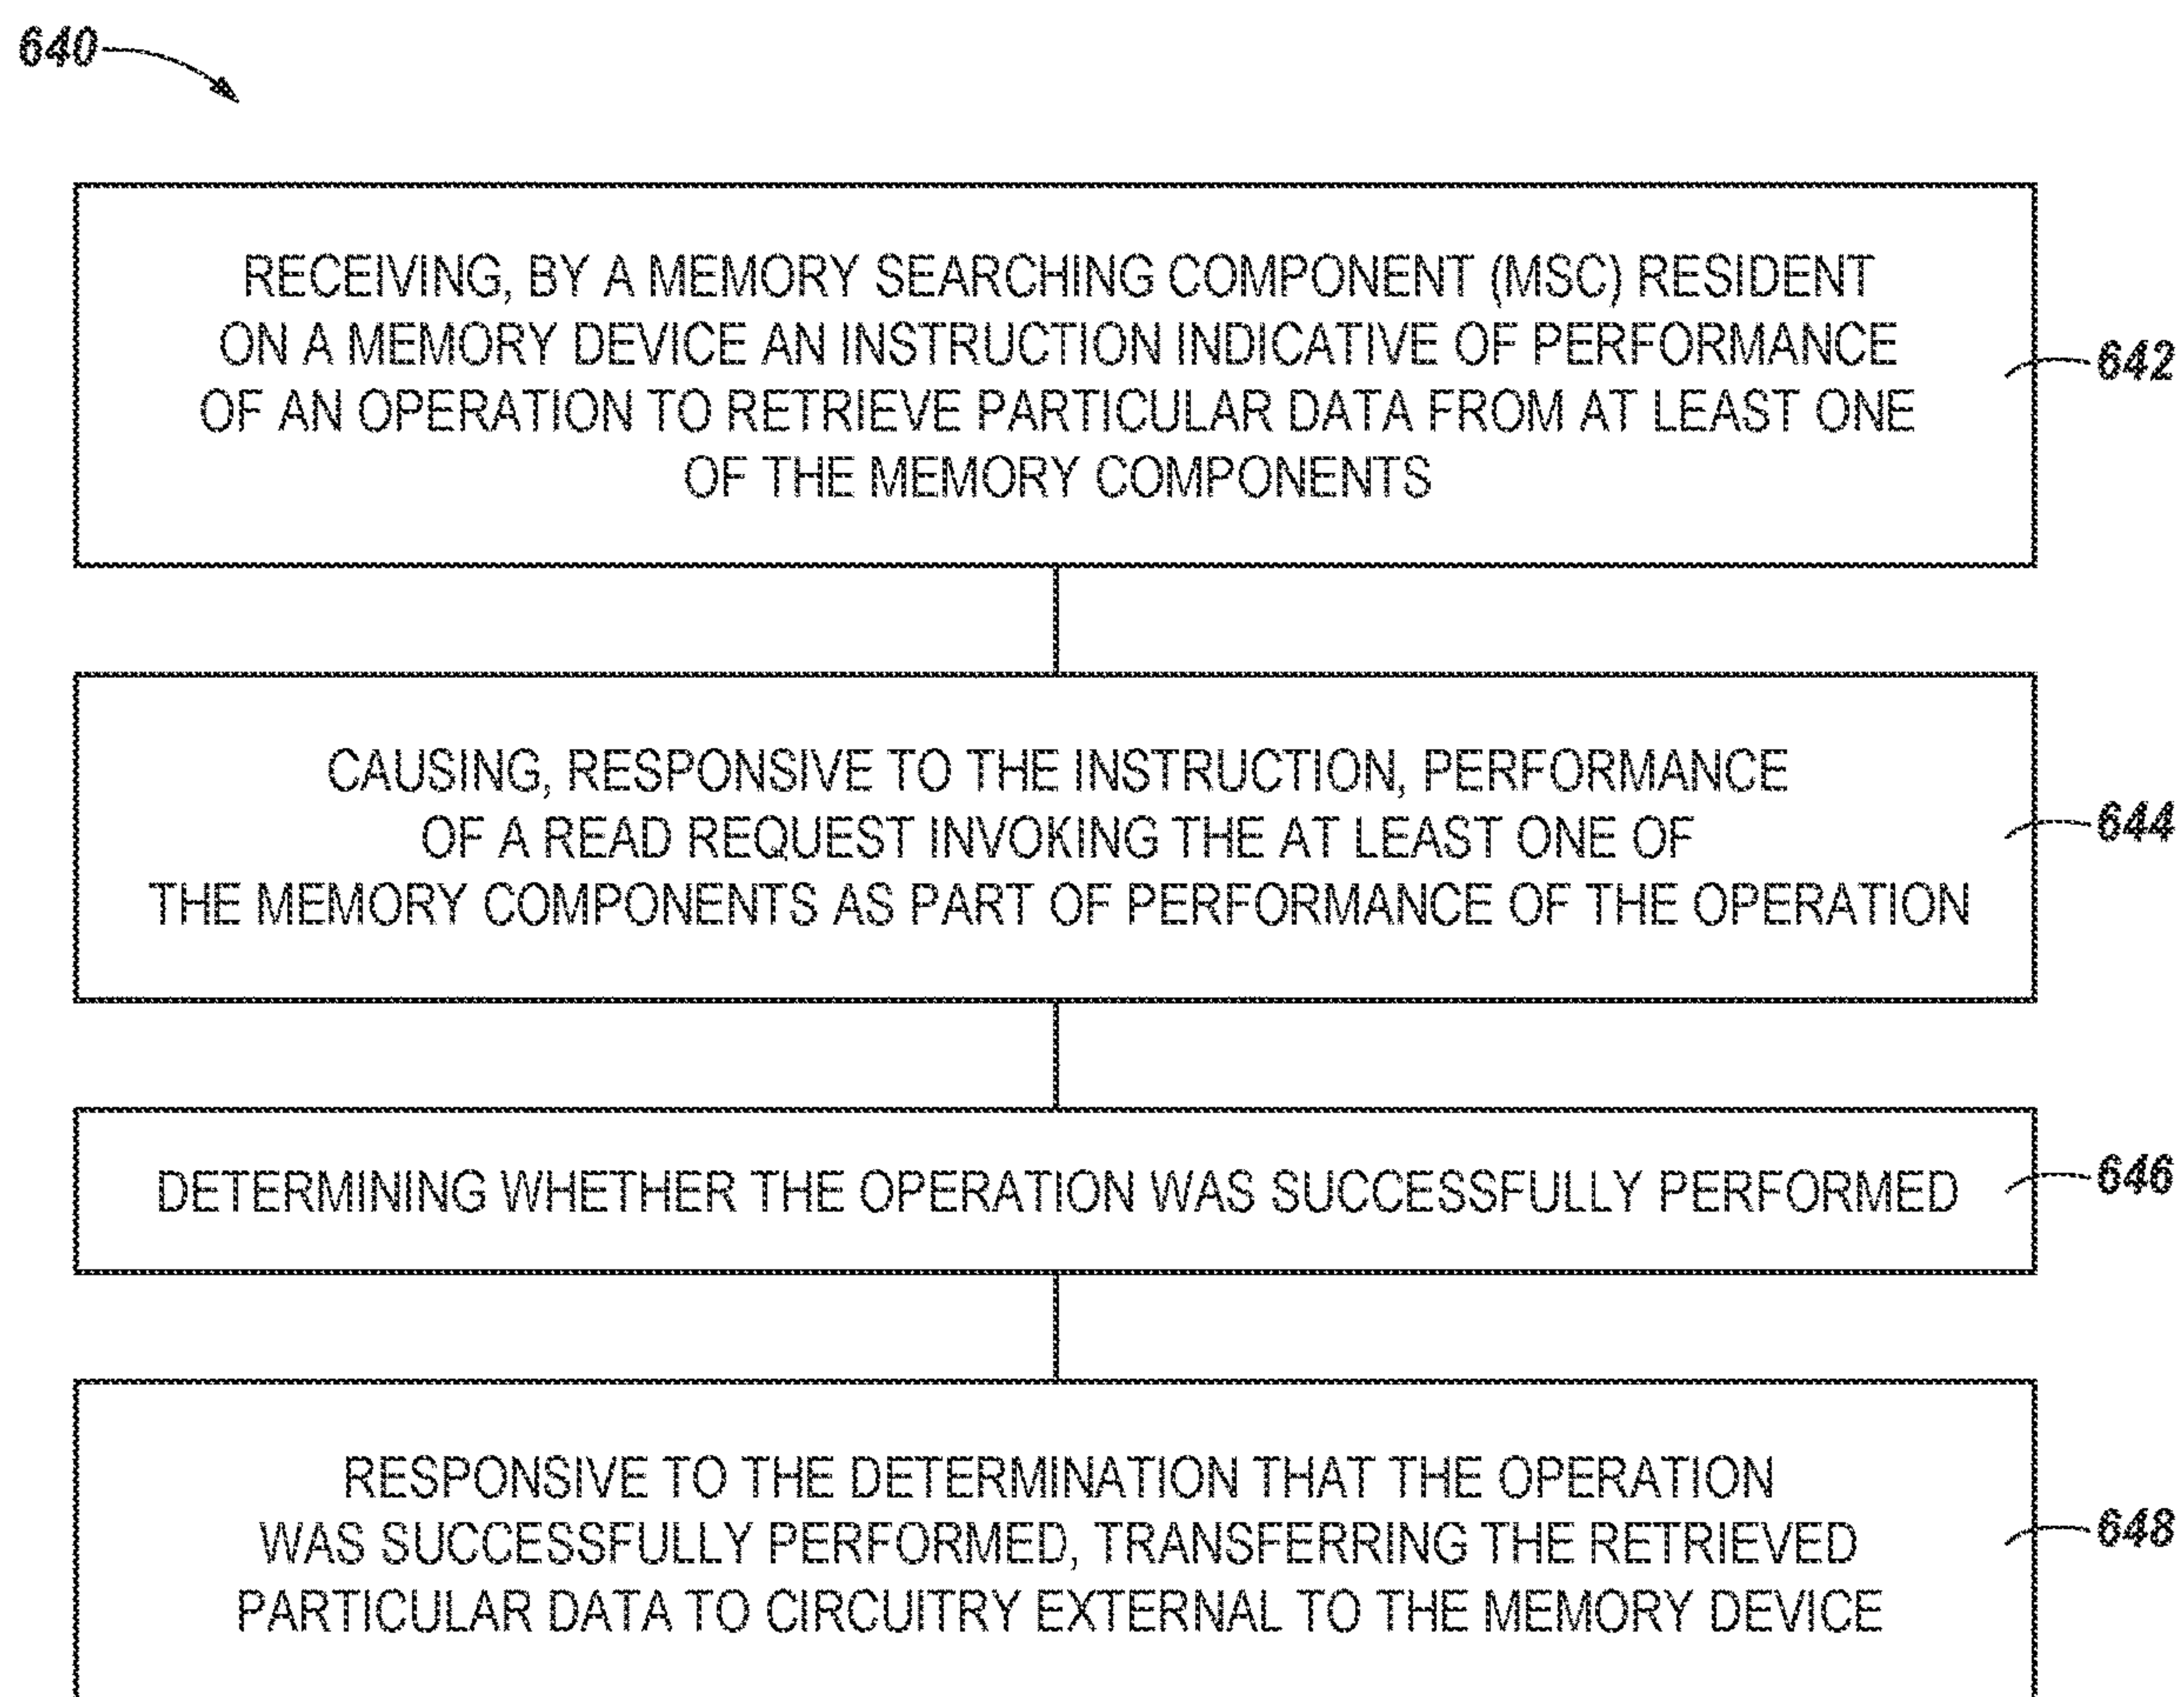 640
RECEIVING, BY A MEMORY SEARCHING COMPONENT (MSC) RESIDENT
ON A MEMORY DEVICE AN INSTRUCTION INDICATIVE OF PERFORMANCE
OF AN OPERATION TO RETRIEVE PARTICULAR DATA FROM AT LEAST ONE
OF THE MEMORY COMPONENTS
642
CAUSING, RESPONSIVE TO THE INSTRUCTION, PERFORMANCE
OF A READ REQUEST INVOKING THE AT LEAST ONE OF
THE MEMORY COMPONENTS AS PART OF PERFORMANCE OF THE OPERATION
644
DETERMINING WHETHER THE OPERATION WAS SUCCESSFULLY PERFORMED
646
RESPONSIVE TO THE DETERMINATION THAT THE OPERATION
WAS SUCCESSFULLY PERFORMED, TRANSFERRING THE RETRIEVED
PARTICULAR DATA TO CIRCUITRY EXTERNAL TO THE MEMORY DEVICE
648